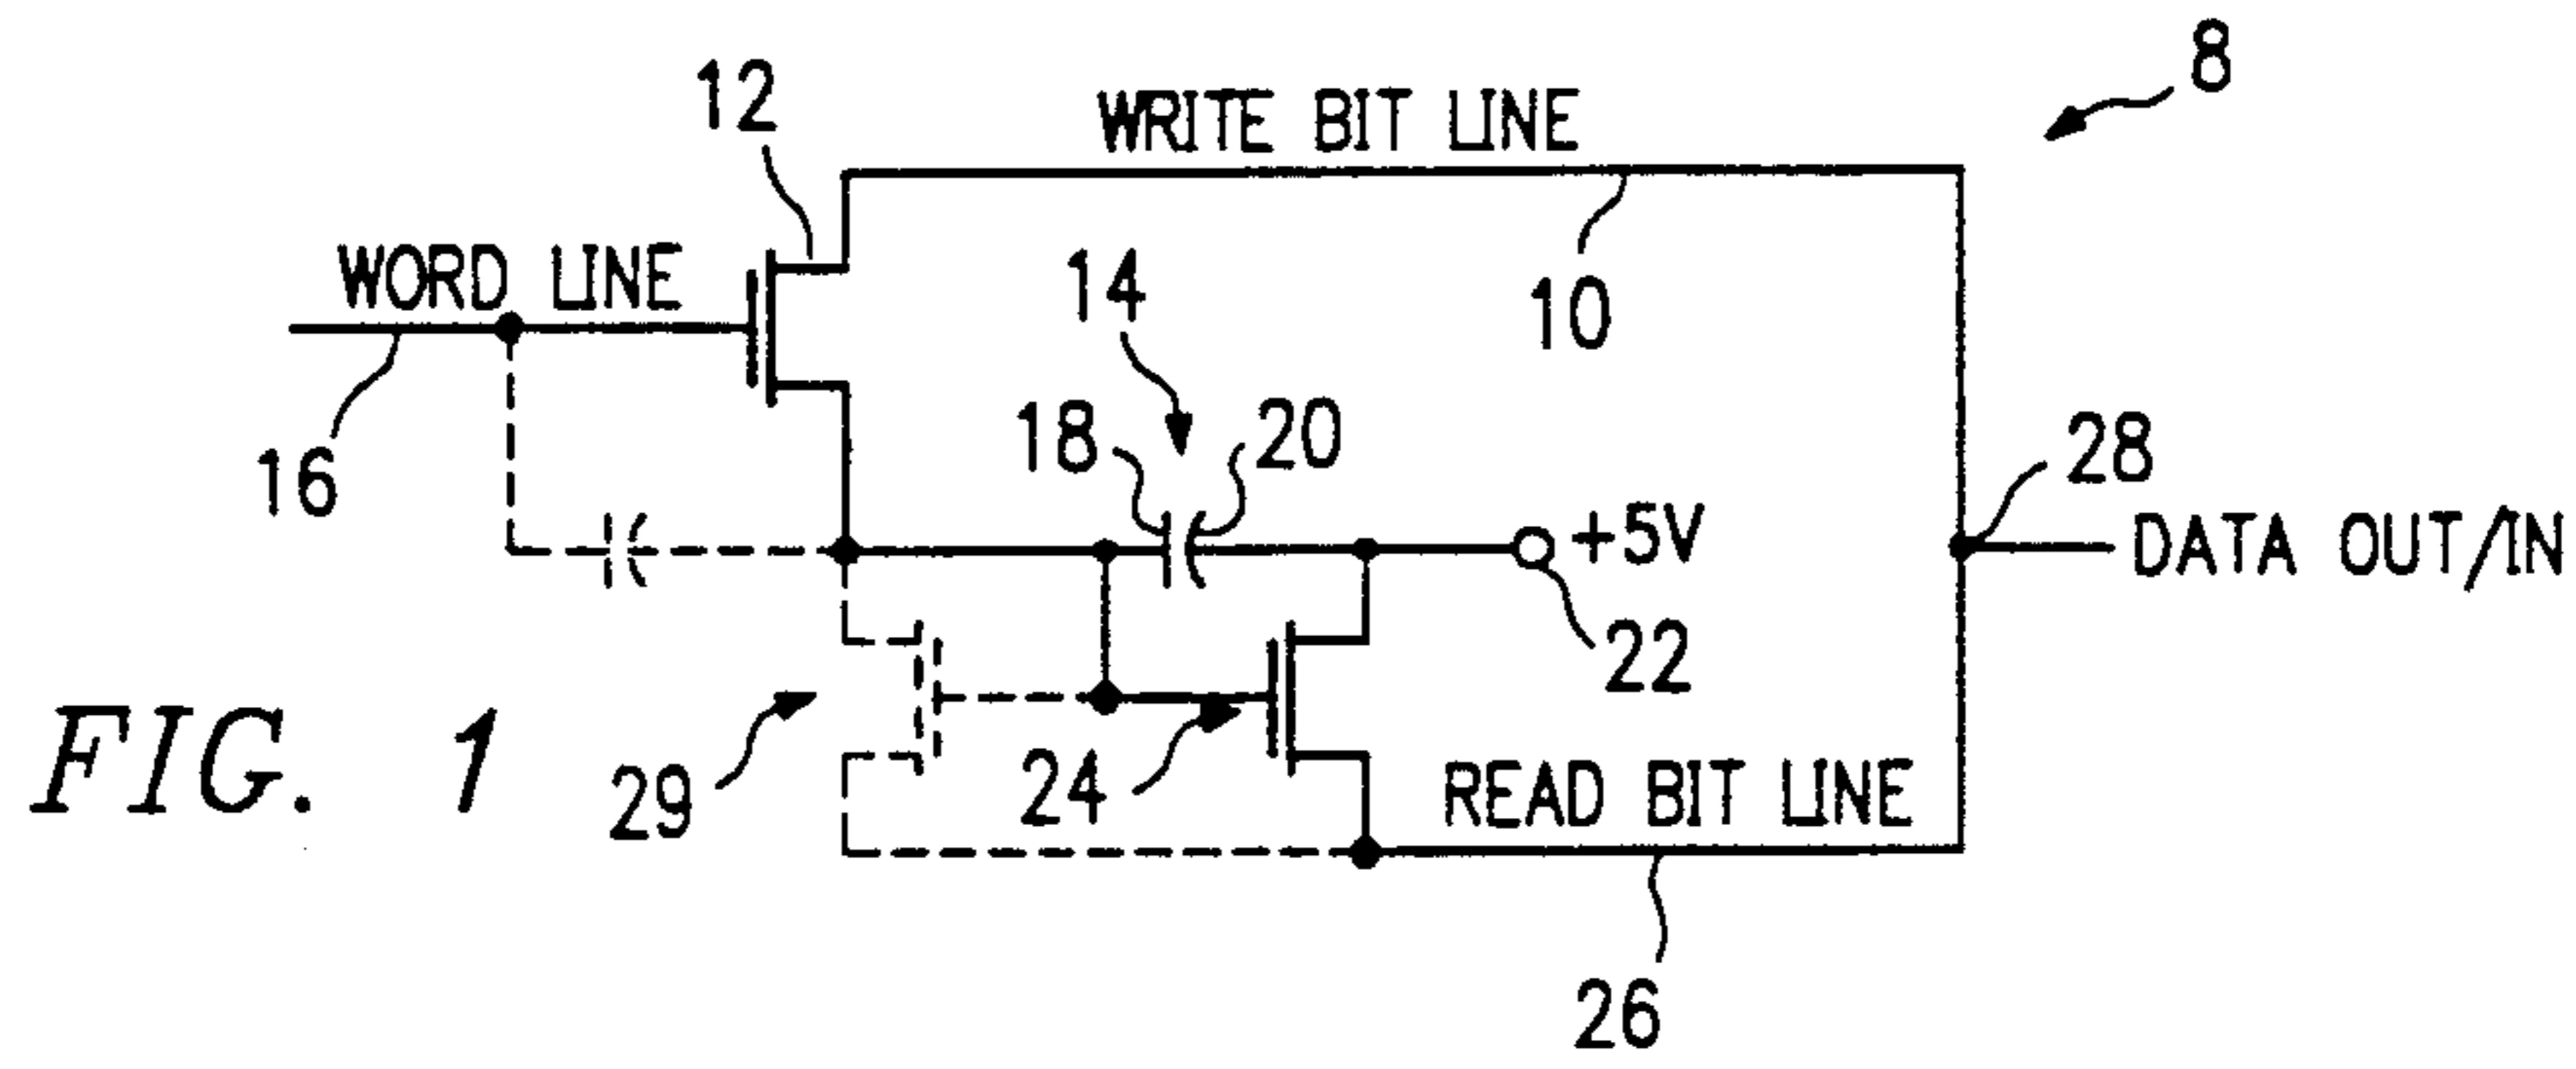 8
12
WRITE BIT LINE
WORD LINE
14
10
16
18
20
28
+5V
DATA OUT/IN
22
29
24
READ BIT LINE
FIG. 1
26